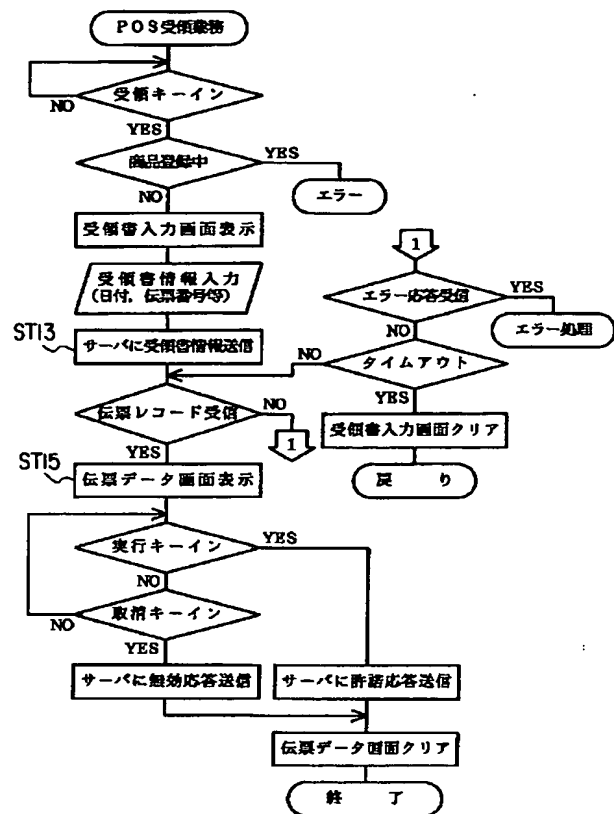 POS受領業務
受領キーイン
NO
YES
商品登録中
YES
エラー
NO
受領書入力画面表示
受領書情報入力
(日付,伝票番号等)
ST13
サーバに受領書情報送信
伝票レコード受信
NO
1
YES
ST15
伝票データ画面表示
実行キーイン
YES
NO
取消キーイン
NO
YES
サーバに無効応答送信
サーバに許諾応答送信
伝票データ画面クリア
終 了
1
エラー応答受信
YES
エラー処理
NO
タイムアウト
NO
YES
受領書入力画面クリア
戻 り